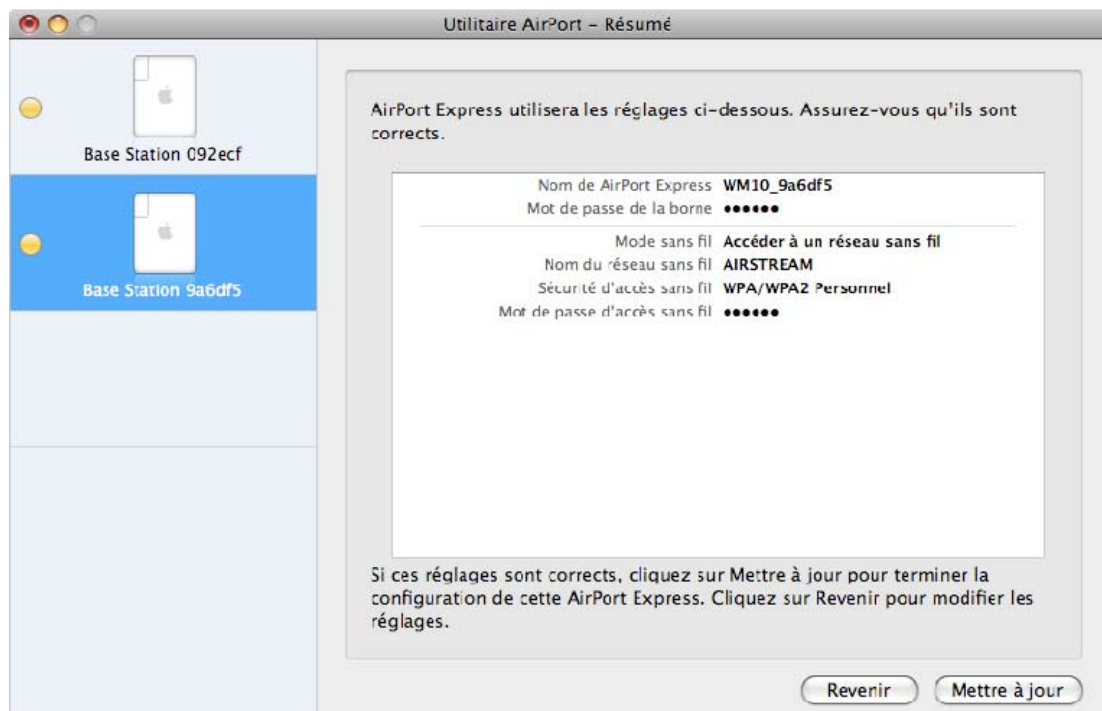 Utilitaire AirPort – Résumé
Base Station 092ecf
Base Station 9a6df5
AirPort Express utilisera les réglages ci-dessous. Assurez-vous qu'ils sont
corrects.
Nom de AirPort Express WM10_9a6df5
Mot de passe de la borne ••••••
Mode sans fil Accéder à un réseau sans fil
Nom du réseau sans fil AIRSTREAM
Sécurité d'accès sans fil WPA/WPA2 Personnel
Mot de passe d'accès sans fil ••••••
Si ces réglages sont corrects, cliquez sur Mettre à jour pour terminer la
configuration de cette AirPort Express. Cliquez sur Revenir pour modifier les
réglages.
Revenir
Mettre à jour